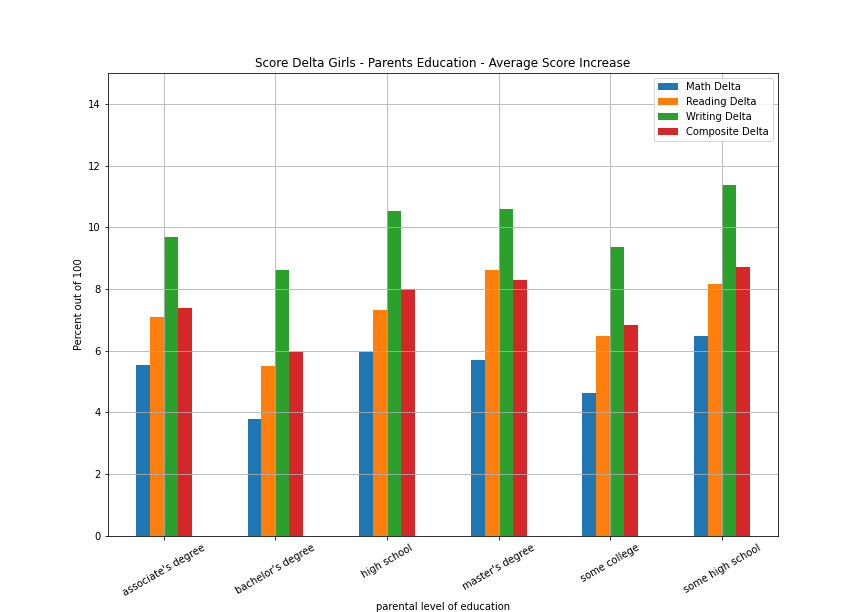 Score Delta Girls - Parents Education - Average Score Increase
Math Delta
Reading Delta
Writing Delta
Composite Delta
14
12
10
8
6
4
2
0
Percent out of 100
associate's degree
bachelor's degree
high school
master's degree
some college
some high school
parental level of education